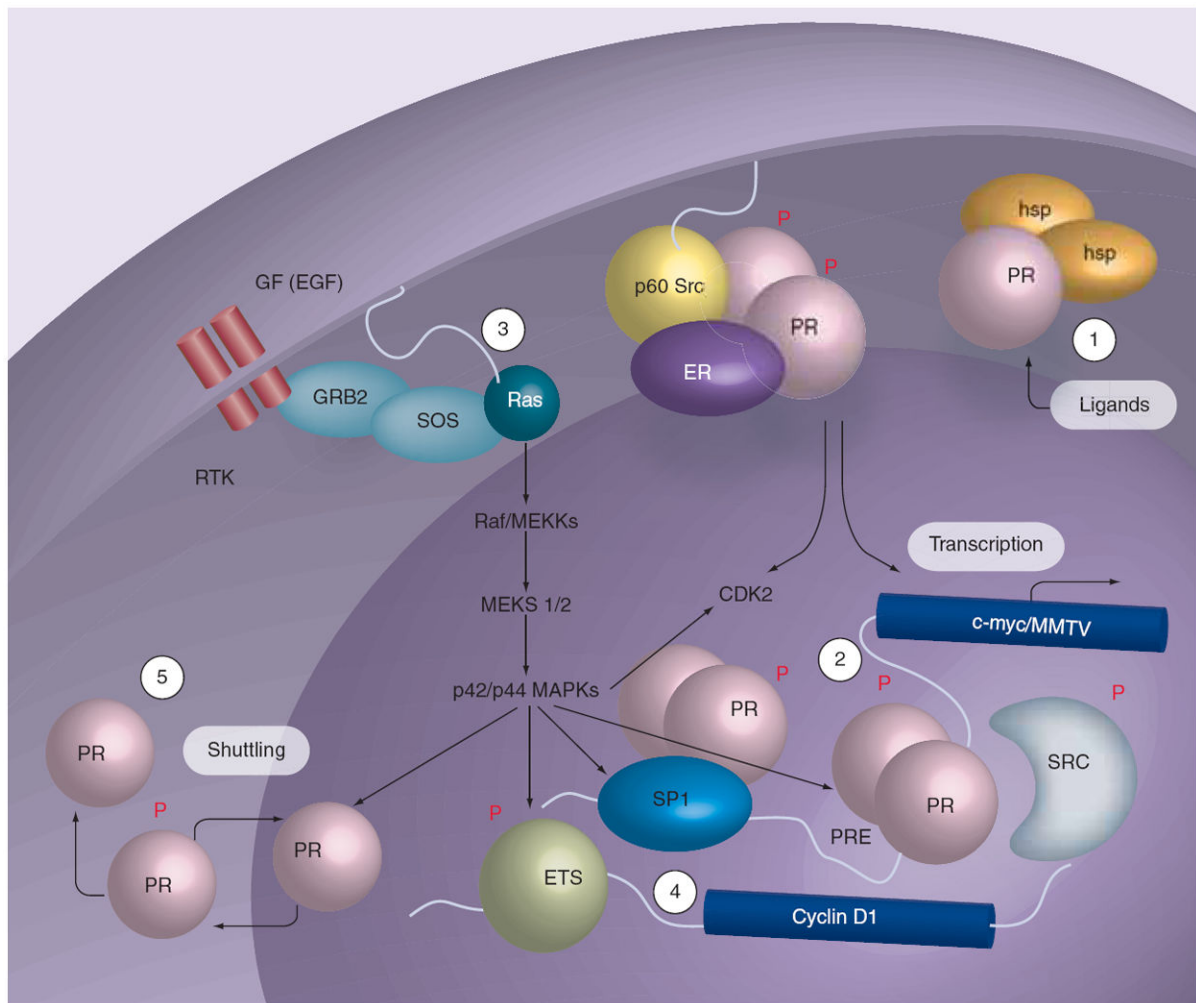 P
hsp
hsp
PR
P
p60 Src
PR
ER
1
Ligands
GF (EGF)
3
GRB2
SOS
Ras
RTK
Raf/MEKKs
MEKS 1/2
p42/p44 MAPKs
CDK2
Transcription
c-myc/MMTV
2
P
PR
P
PR
P
SRC
SP1
PRE
P
ETS
4
Cyclin D1
5
PR
Shuttling
P
PR
PR